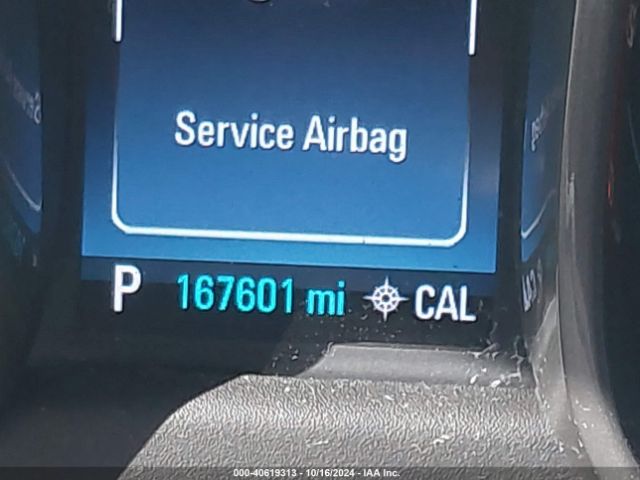 Service Airbag
P 167601 mi CAL
000-40619313 - 10/16/2024 - IAA Inc.